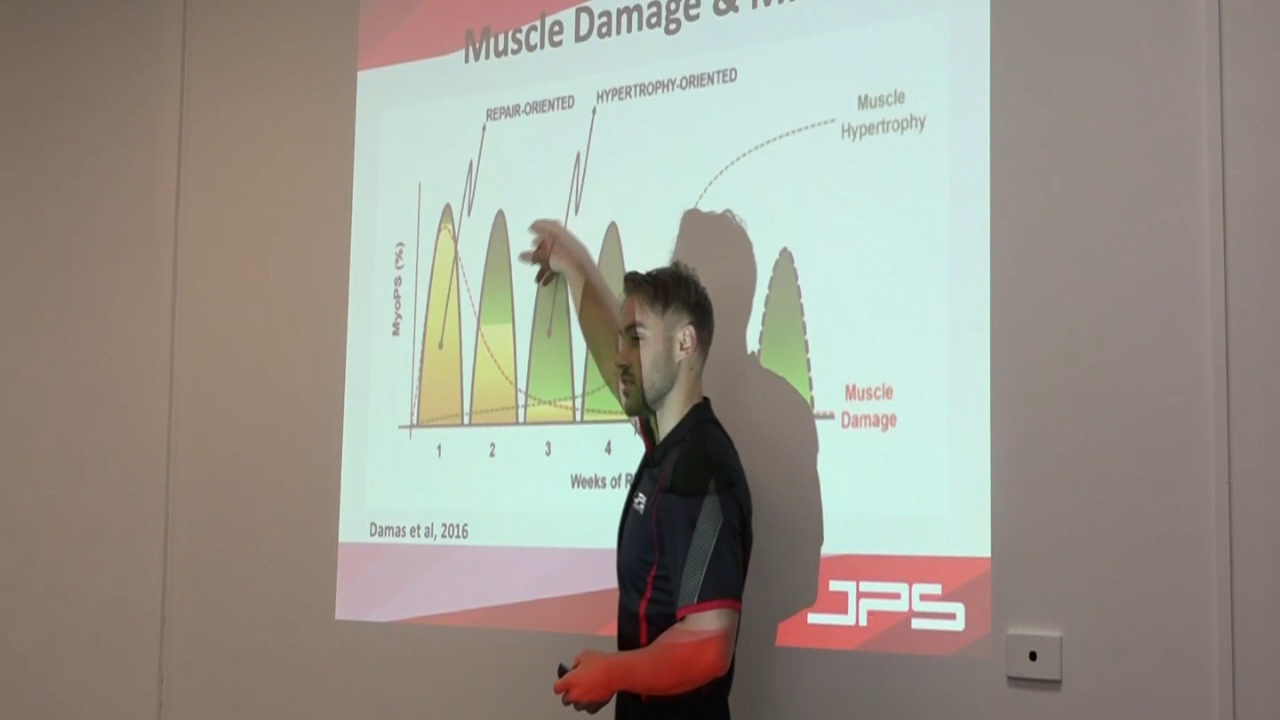 Muscle Damage &
REPAIR-ORIENTED
HYPERTROPHY-ORIENTED
Muscle
Hypertrophy
MyoPS (%)
Muscle
Damage
1 2 3 4
Weeks of
Damas et al, 2016
JPS